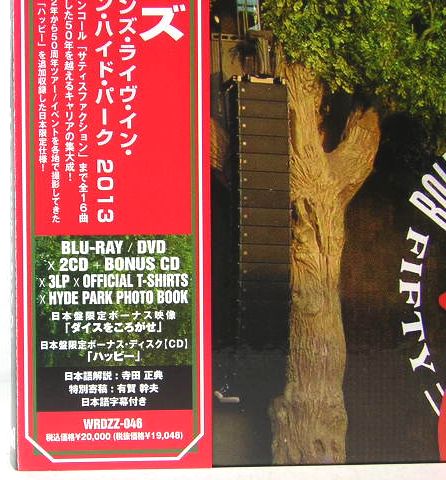 ズ
ンズ・ライヴ・イン・
ン・ハイド・パーク 2013
ンコール「サティスファクション」まで全16曲
した50年を越えるキャリアの集大成!
2年から50周年ツアー/イベントを各地で撮影してきた
「ハッピー」を追加収録した日本限定仕様!
BLU-RAY / DVD
× 2CD + BONUS CD
× 3LP × OFFICIAL T-SHIRTS
× HYDE PARK PHOTO BOOK
日本盤限定ボーナス映像
「ダイスをころがせ」
日本盤限定ボーナス・ディスク【CD】
「ハッピー」
日本語解説:寺田 正典
特別寄稿:有賀 幹夫
日本語字幕付き
WRDZZ-046
税込価格¥20,000 (税抜価格¥19,048)
FIFTY